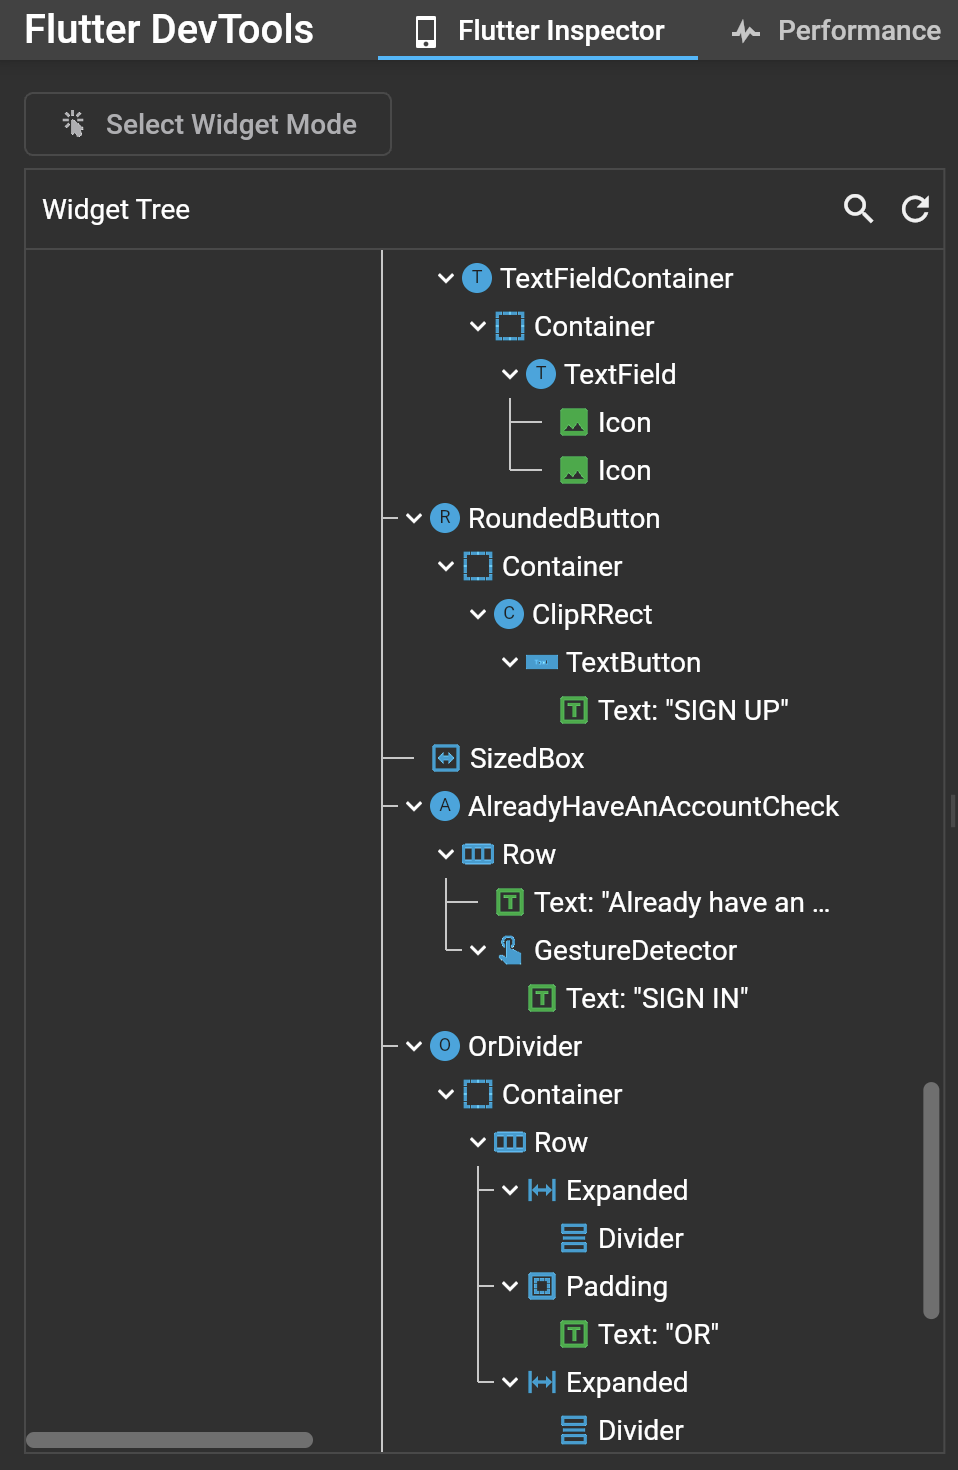 Flutter DevTools
Flutter Inspector
Performance
Select Widget Mode
Widget Tree
T TextFieldContainer
Container
T TextField
Icon
Icon
R RoundedButton
Container
C ClipRRect
TextButton
T Text: "SIGN UP"
SizedBox
A AlreadyHaveAnAccountCheck
Row
T Text: "Already have an ...
GestureDetector
T Text: "SIGN IN"
O OrDivider
Container
Row
Expanded
Divider
Padding
T Text: "OR"
Expanded
Divider